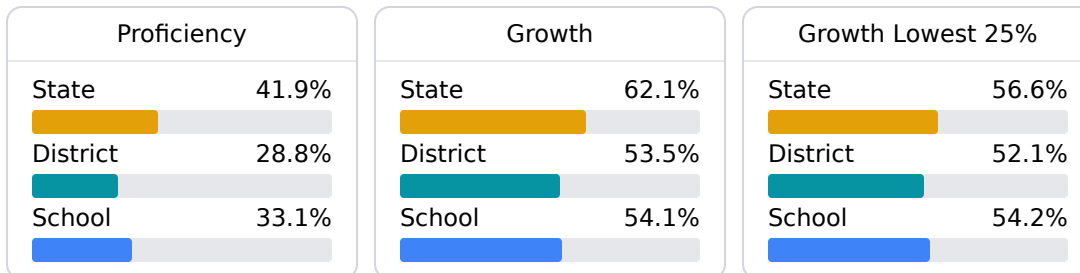 Proficiency
State 41.9%
District 28.8%
School 33.1%
Growth
State 62.1%
District 53.5%
School 54.1%
Growth Lowest 25%
State 56.6%
District 52.1%
School 54.2%